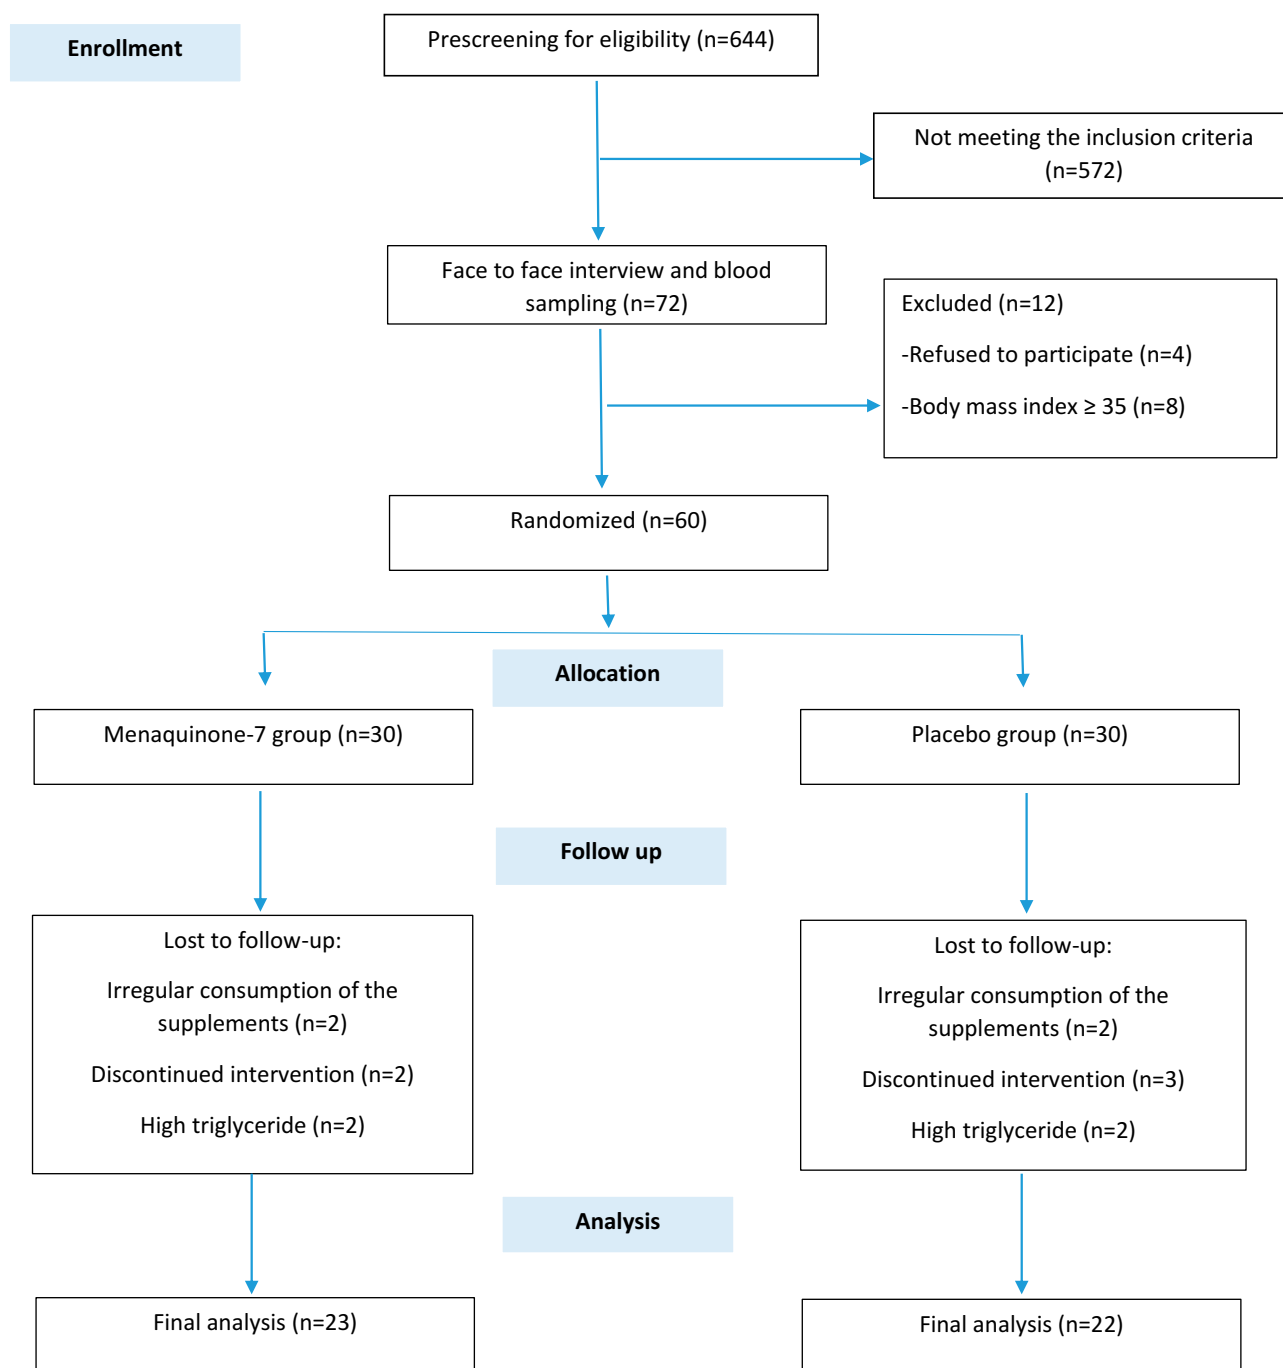 Enrollment
Prescreening for eligibility (n=644)
Not meeting the inclusion criteria
(n=572)
Face to face interview and blood
sampling (n=72)
Excluded (n=12)
-Refused to participate (n=4)
-Body mass index ≥ 35 (n=8)
Randomized (n=60)
Allocation
Menaquinone-7 group (n=30)
Placebo group (n=30)
Follow up
Lost to follow-up:
Irregular consumption of the
supplements (n=2)
Discontinued intervention (n=2)
High triglyceride (n=2)
Lost to follow-up:
Irregular consumption of the
supplements (n=2)
Discontinued intervention (n=3)
High triglyceride (n=2)
Analysis
Final analysis (n=23)
Final analysis (n=22)